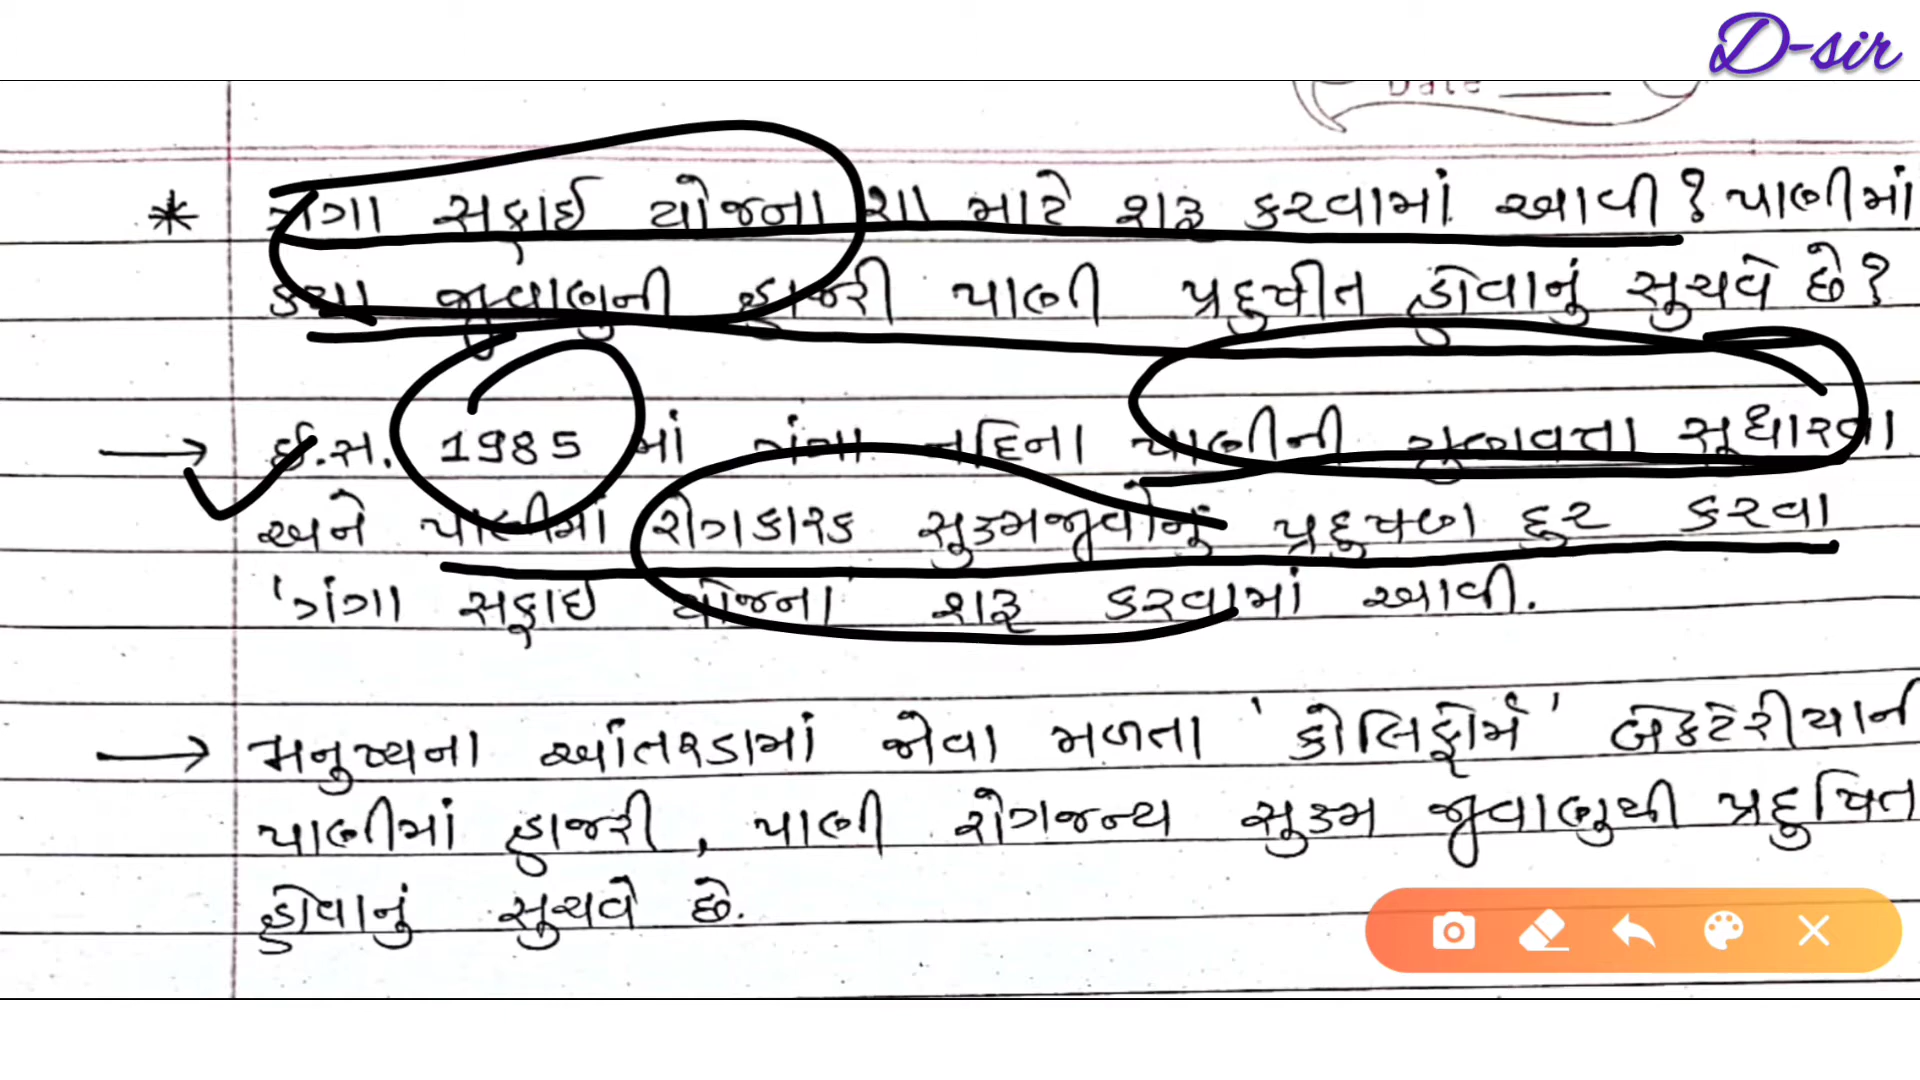 D-sir
Date
* ગંગા સફાઈ યોજના શા માટે શરૂ કરવામાં આવી ? પાણીમાં
કયા જીવાણુની હાજરી પાણી પ્રદુષીત હોવાનું સુચવે છે ?
→ ઈ.સ. 1985 માં ગંગા નદિના પાણીની ગુણવત્તા સૂધારવા
અને પાણીમાં રોગકારક સુક્ષ્મજીવોનું પ્રદુષણ દુર કરવા
'ગંગા સફાઇ યોજના' શરૂ કરવામાં આવી.
→ મનુષ્યના આંતરડામાં જોવા મળતા 'કોલિફોર્મ' બેક્ટેરીયાની
પાણીમાં હાજરી, પાણી રોગજન્ય સુક્ષ્મ જીવાણુથી પ્રદુષિત
હોવાનું સુચવે છે.